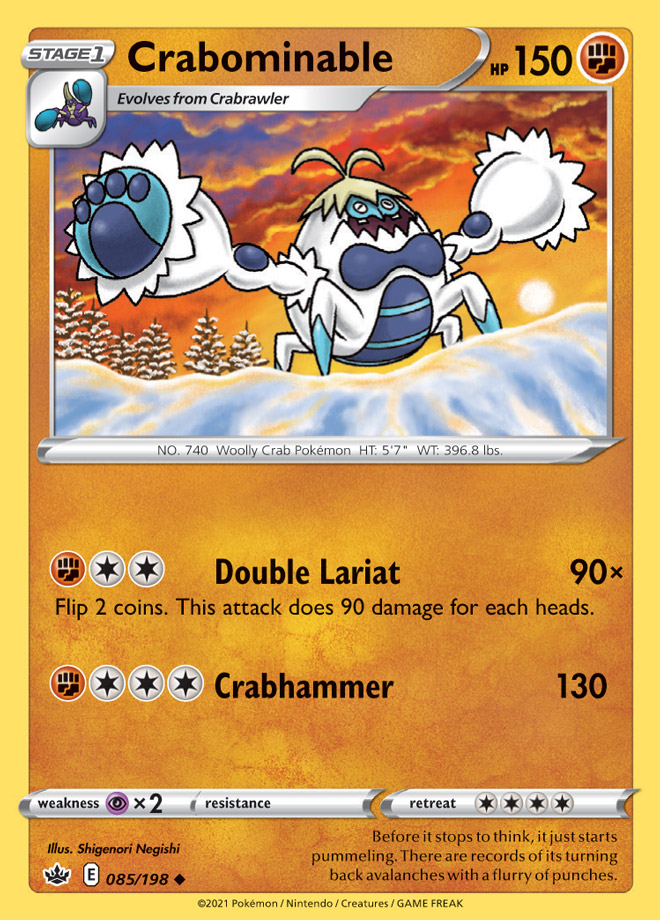 STAGE 1
Crabominable
HP 150
Evolves from Crabrawler
NO. 740 Woolly Crab Pokémon HT: 5'7" WT: 396.8 lbs.
Double Lariat 90×
Flip 2 coins. This attack does 90 damage for each heads.
Crabhammer 130
weakness ×2 resistance retreat
Illus. Shigenori Negishi
E 085/198
Before it stops to think, it just starts
pummeling. There are records of its turning
back avalanches with a flurry of punches.
©2021 Pokémon / Nintendo / Creatures / GAME FREAK